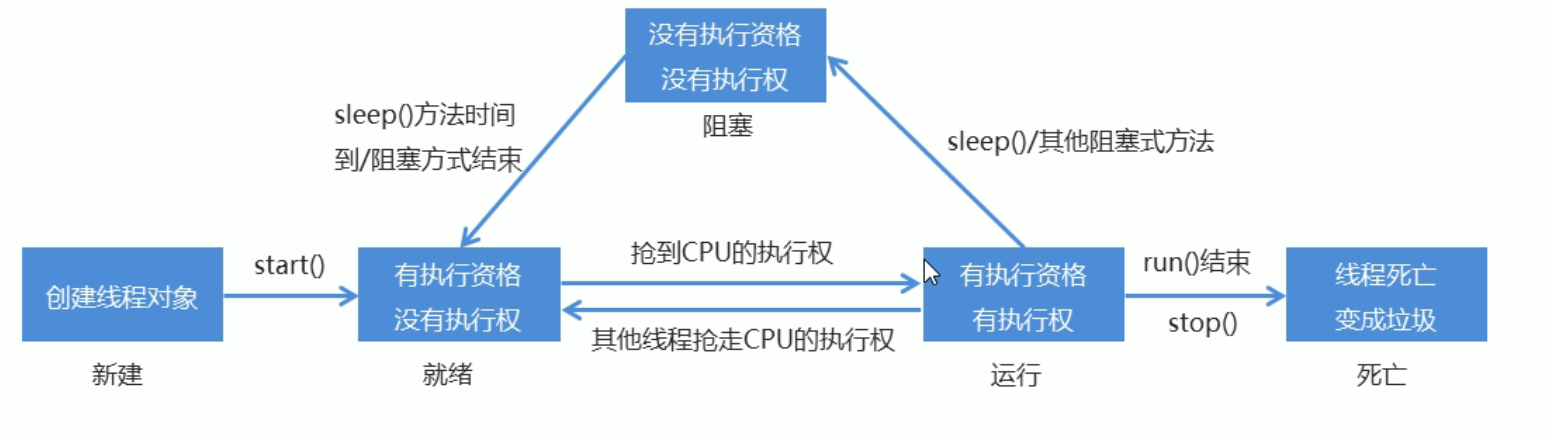 没有执行资格
没有执行权
阻塞
sleep()方法时间
到/阻塞方式结束
sleep()/其他阻塞式方法
创建线程对象
新建
start()
有执行资格
没有执行权
就绪
抢到CPU的执行权
其他线程抢走CPU的执行权
有执行资格
有执行权
运行
run()结束
stop()
线程死亡
变成垃圾
死亡